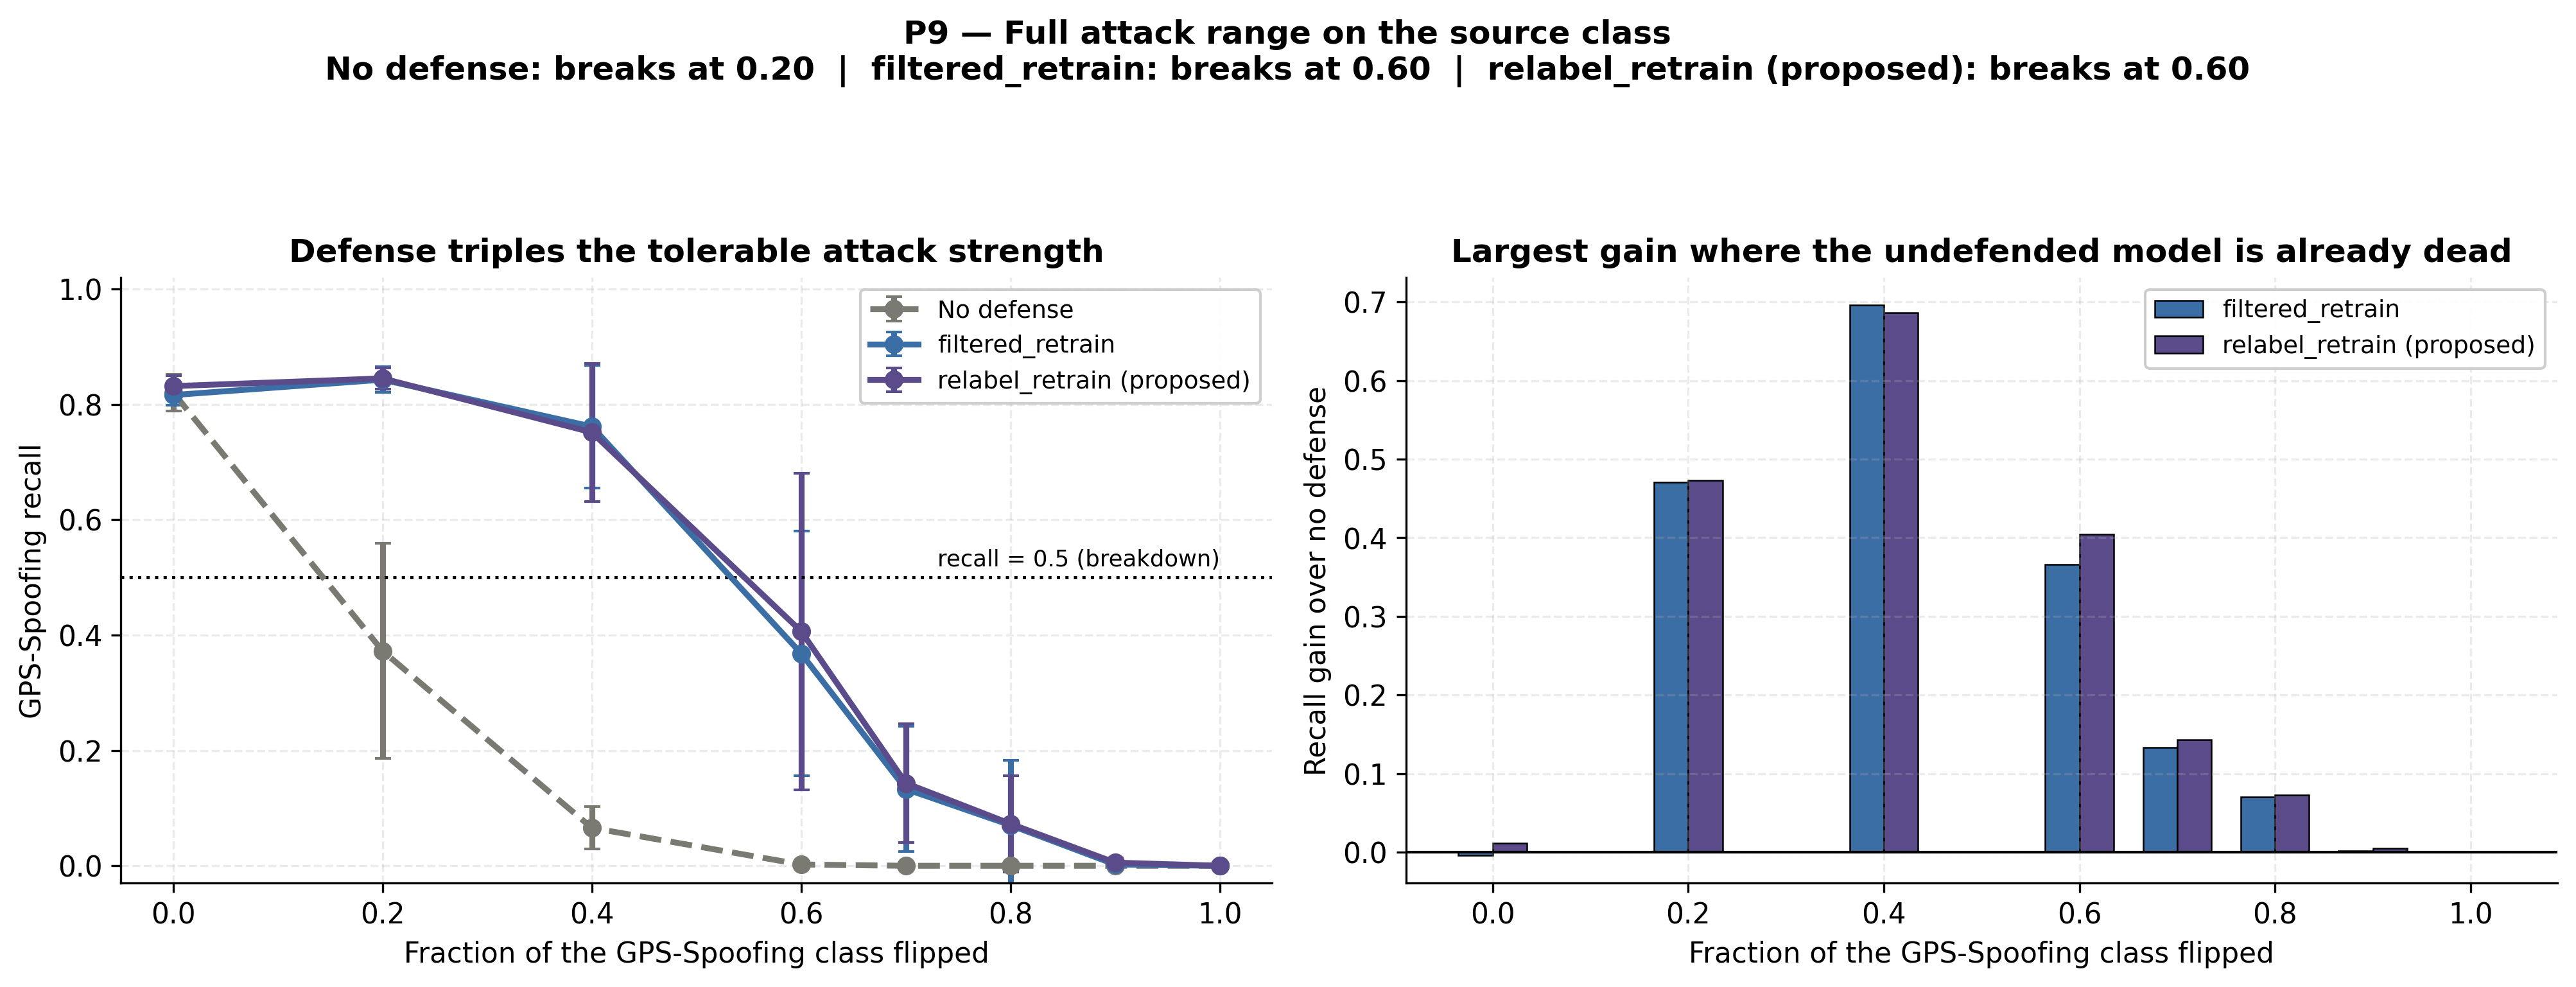 P9 — Full attack range on the source class
No defense: breaks at 0.20 | filtered_retrain: breaks at 0.60 | relabel_retrain (proposed): breaks at 0.60
Defense triples the tolerable attack strength
GPS-Spoofing recall
1.0
0.8
0.6
0.4
0.2
0.0
No defense
filtered_retrain
relabel_retrain (proposed)
recall = 0.5 (breakdown)
0.0 0.2 0.4 0.6 0.8 1.0
Fraction of the GPS-Spoofing class flipped
Largest gain where the undefended model is already dead
Recall gain over no defense
0.7
0.6
0.5
0.4
0.3
0.2
0.1
0.0
filtered_retrain
relabel_retrain (proposed)
0.0 0.2 0.4 0.6 0.8 1.0
Fraction of the GPS-Spoofing class flipped